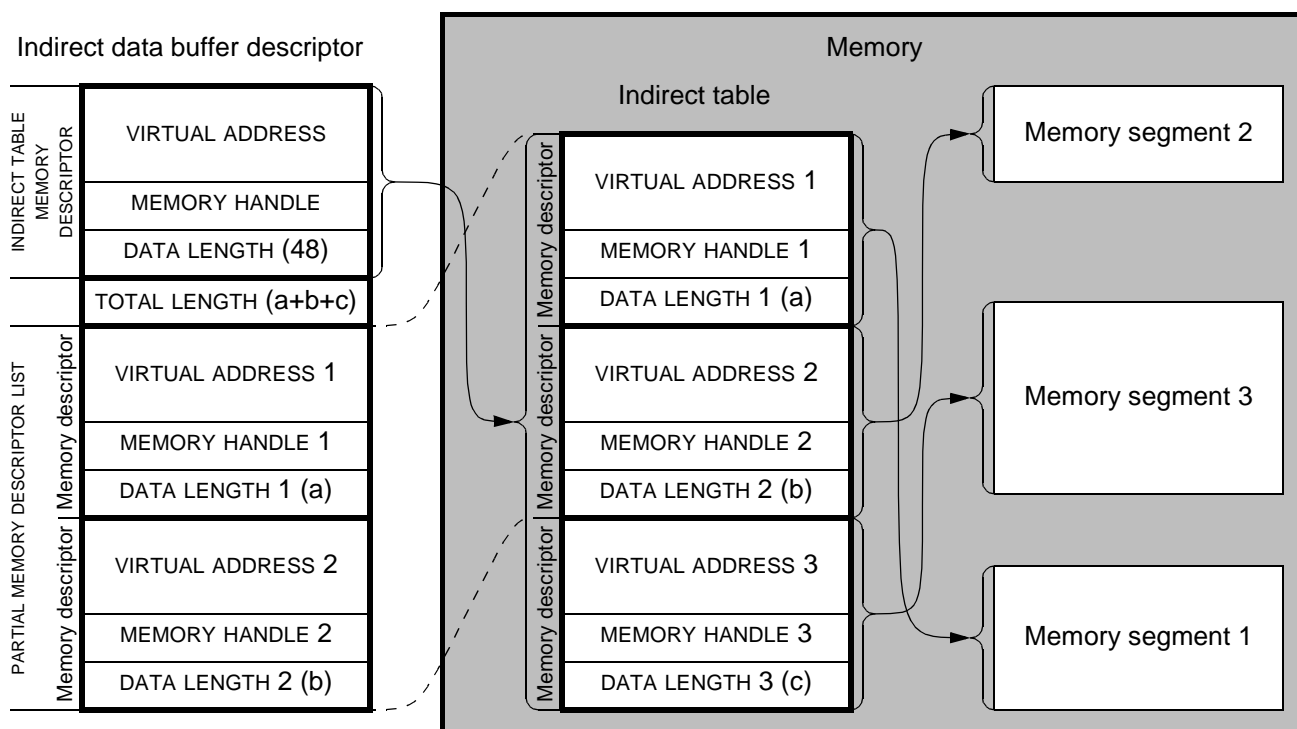 Indirect data buffer descriptor
INDIRECT TABLE
MEMORY
DESCRIPTOR
VIRTUAL ADDRESS
MEMORY HANDLE
DATA LENGTH (48)
TOTAL LENGTH (a+b+c)
PARTIAL MEMORY DESCRIPTOR LIST
Memory descriptor
VIRTUAL ADDRESS 1
MEMORY HANDLE 1
DATA LENGTH 1 (a)
Memory descriptor
VIRTUAL ADDRESS 2
MEMORY HANDLE 2
DATA LENGTH 2 (b)
Memory
Indirect table
Memory descriptor
VIRTUAL ADDRESS 1
MEMORY HANDLE 1
DATA LENGTH 1 (a)
Memory descriptor
VIRTUAL ADDRESS 2
MEMORY HANDLE 2
DATA LENGTH 2 (b)
Memory descriptor
VIRTUAL ADDRESS 3
MEMORY HANDLE 3
DATA LENGTH 3 (c)
Memory segment 2
Memory segment 3
Memory segment 1